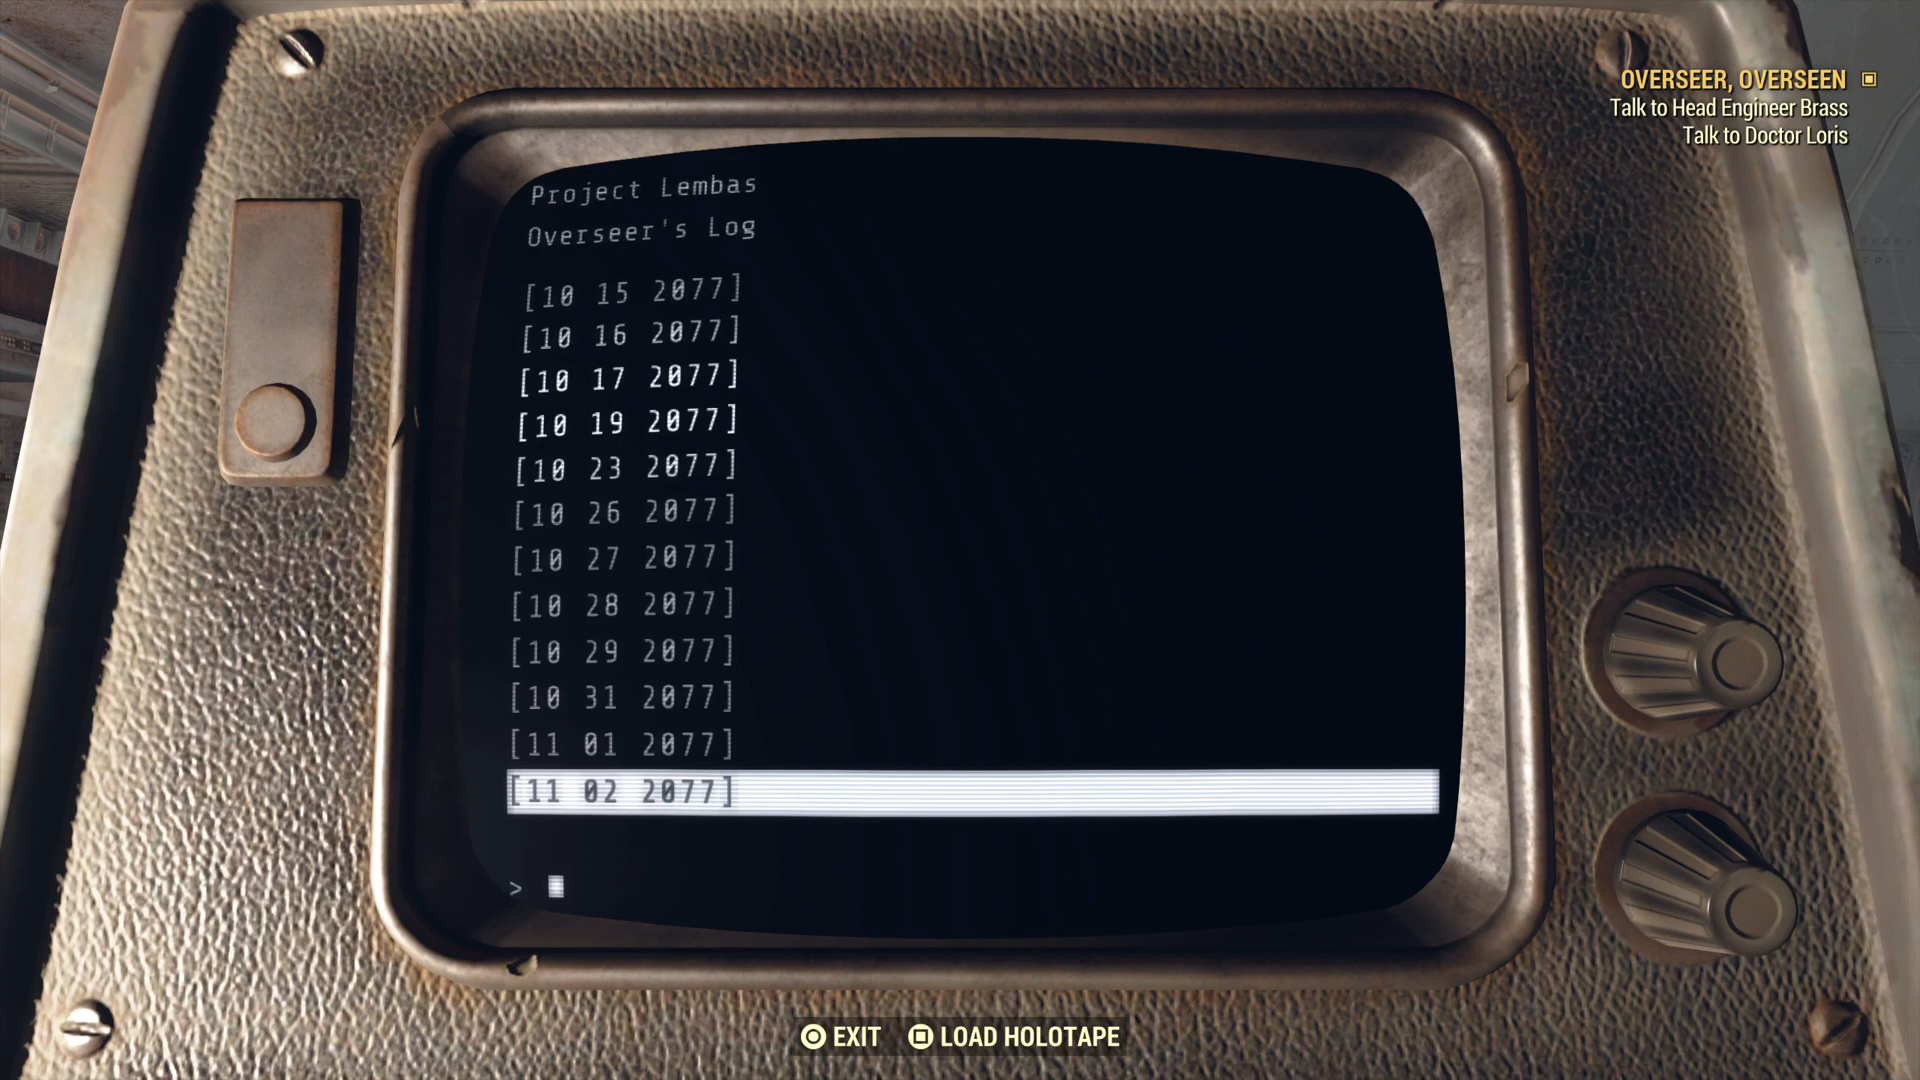 OVERSEER, OVERSEEN
Talk to Head Engineer Brass
Talk to Doctor Loris
Project Lembas
Overseer's Log
[10 15 2077]
[10 16 2077]
[10 17 2077]
[10 19 2077]
[10 23 2077]
[10 26 2077]
[10 27 2077]
[10 28 2077]
[10 29 2077]
[10 31 2077]
[11 01 2077]
[11 02 2077]
>
EXIT LOAD HOLOTAPE